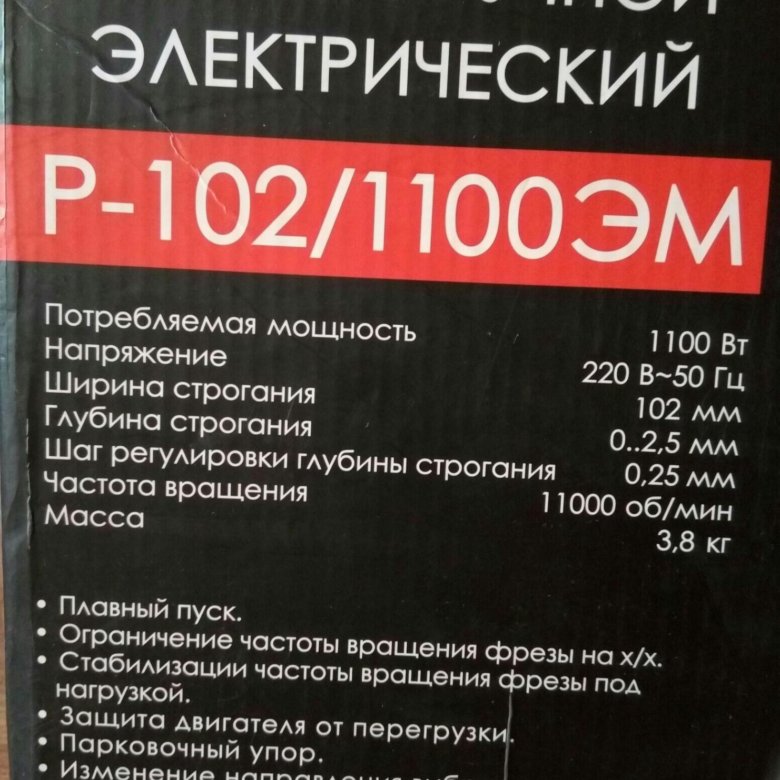 ЭЛЕКТРИЧЕСКИЙ
Р-102/1100ЭМ
Потребляемая мощность 1100 Вт
Напряжение 220 В~50 Гц
Ширина строгания 102 мм
Глубина строгания 0..2,5 мм
Шаг регулировки глубины строгания 0,25 мм
Частота вращения 11000 об/мин
Масса 3,8 кг
• Плавный пуск.
• Ограничение частоты вращения фрезы на х/х.
• Стабилизации частоты вращения фрезы под
нагрузкой.
• Защита двигателя от перегрузки.
• Парковочный упор.
• Изменение направления